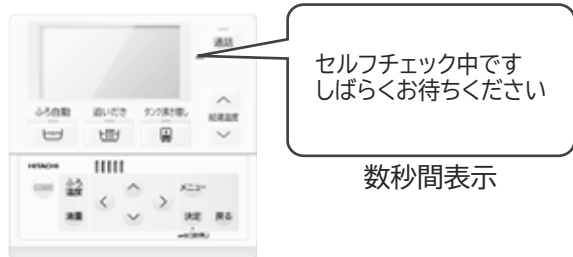 セルフチェック中です
しばらくお待ちください
数秒間表示
通話
ふろ自動 追いだき タンク沸き増し
給湯温度
HITACHI
ふろ温度
メニュー
湯量
決定 戻る